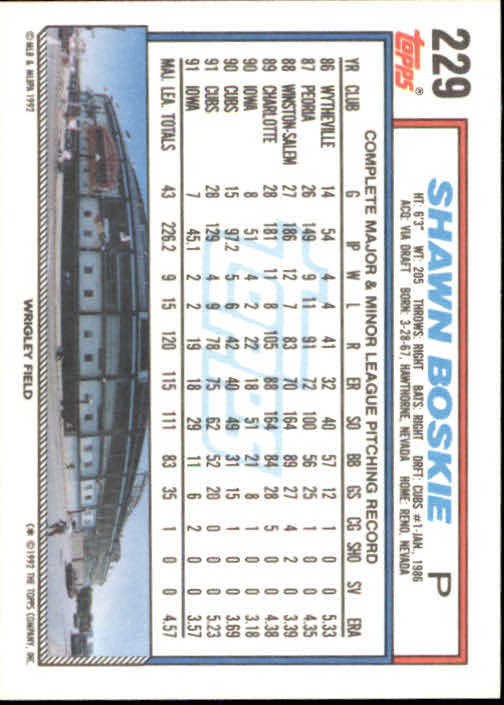 229
TOPPS®
SHAWN BOSKIE P
HT: 6'3" WT: 205 THROWS: RIGHT BATS: RIGHT DRFT: CUBS #1-JAN., 1986
ACQ: VIA DRAFT BORN: 3-28-67, HAWTHORNE, NEVADA HOME: RENO, NEVADA
COMPLETE MAJOR & MINOR LEAGUE PITCHING RECORD
YR CLUB G IP W L R ER SO BB GS CG SHO SV ERA
86 WYTHEVILLE 14 54 4 4 41 32 40 57 12 1 0 0 5.33
87 PEORIA 26 149 9 11 91 72 100 56 25 1 0 0 4.35
88 WINSTON-SALEM 27 186 12 7 83 70 164 89 27 4 2 0 3.39
89 CHARLOTTE 28 181 11 8 105 88 164 84 28 5 0 0 4.38
90 IOWA 8 51 4 2 22 18 51 21 8 1 0 0 3.18
90 CUBS 15 97.2 5 6 42 40 49 31 15 1 0 0 3.69
91 CUBS 28 129 4 9 78 75 62 52 20 0 0 0 5.23
91 IOWA 7 45.1 2 2 19 18 29 11 6 2 0 0 3.57
MAJ. LEA. TOTALS 43 226.2 9 15 120 115 111 83 35 1 0 0 4.57
TOPPS
© MLB & MLBPA 1992
WRIGLEY FIELD
© 1992 THE TOPPS COMPANY, INC.